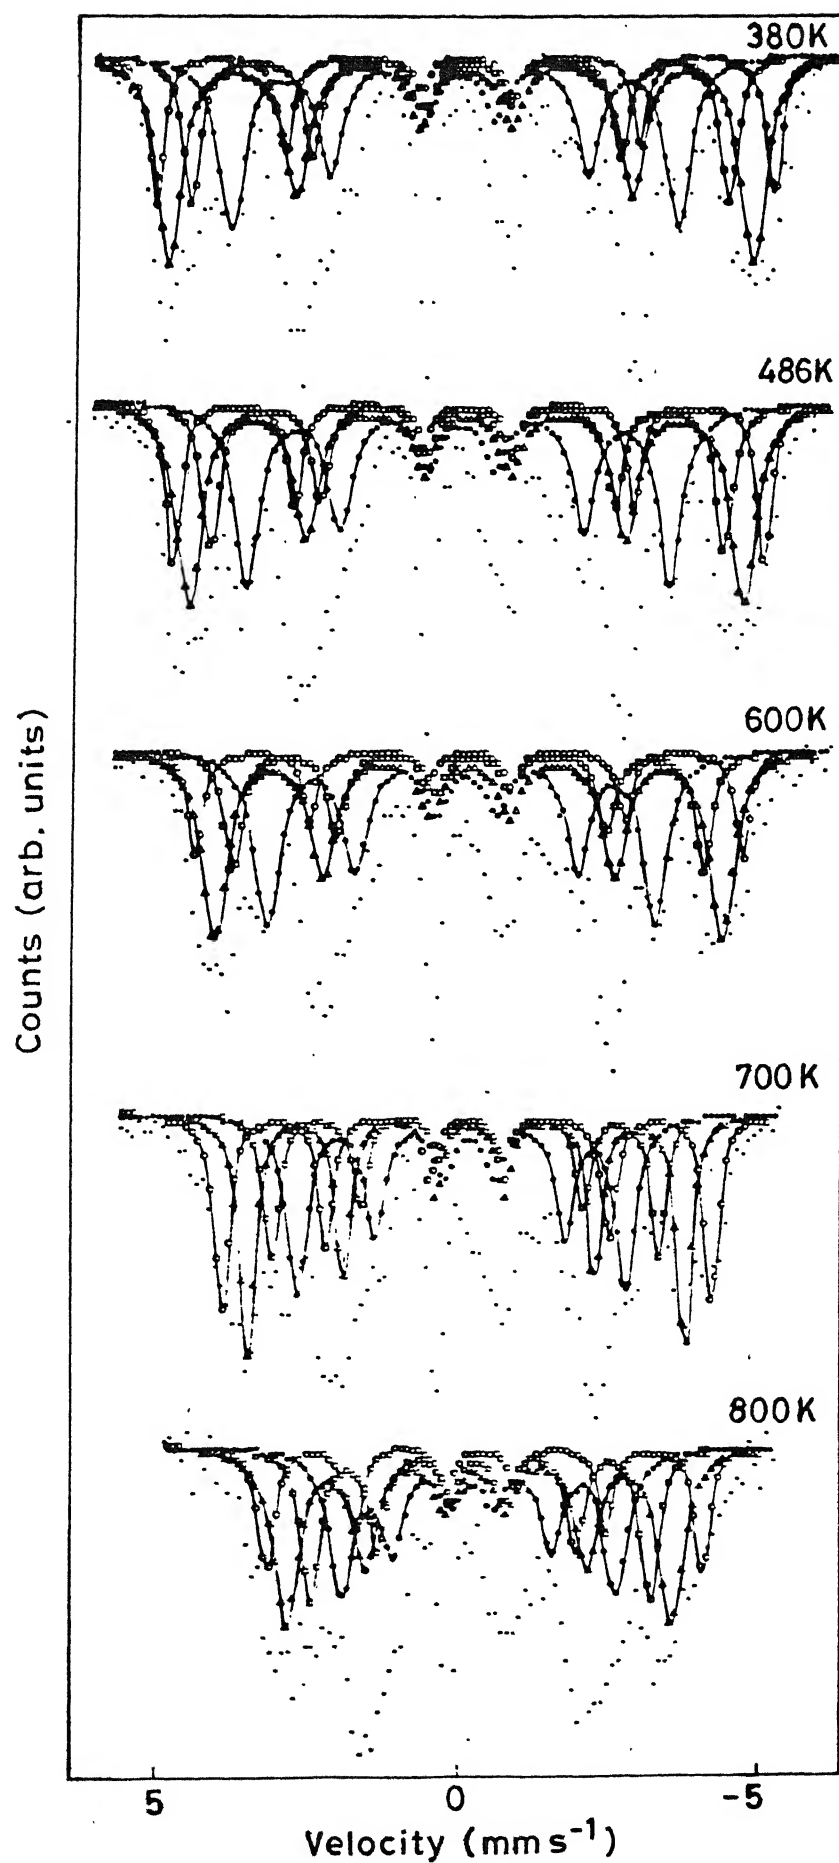 380K
486K
600K
700K
800K
Counts (arb. units)
5 0 -5
Velocity (mm s⁻¹)